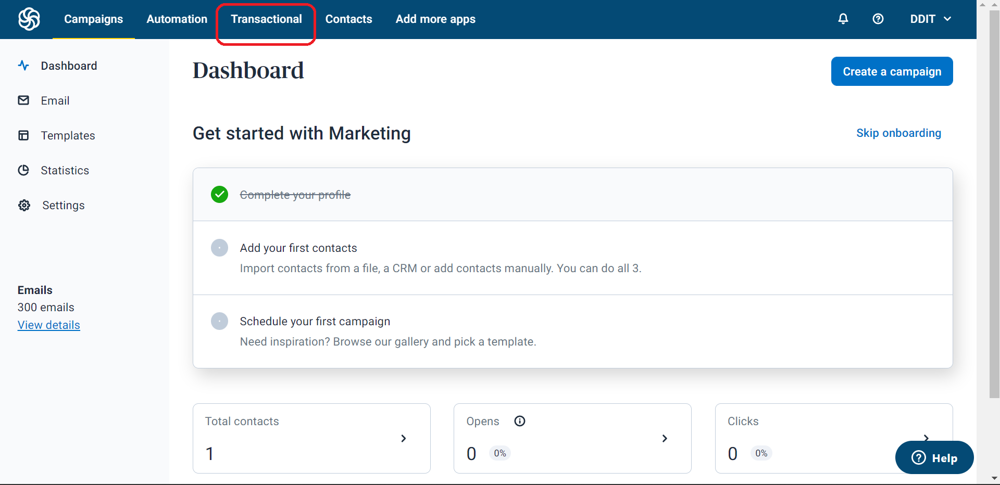 Campaigns Automation Transactional Contacts Add more apps DDIT
Dashboard
Email
Templates
Statistics
Settings
Emails
300 emails
View details
Dashboard
Create a campaign
Get started with Marketing
Skip onboarding
Complete your profile
Add your first contacts
Import contacts from a file, a CRM or add contacts manually. You can do all 3.
Schedule your first campaign
Need inspiration? Browse our gallery and pick a template.
Total contacts
1
Opens
0 0%
Clicks
0 0%
Help